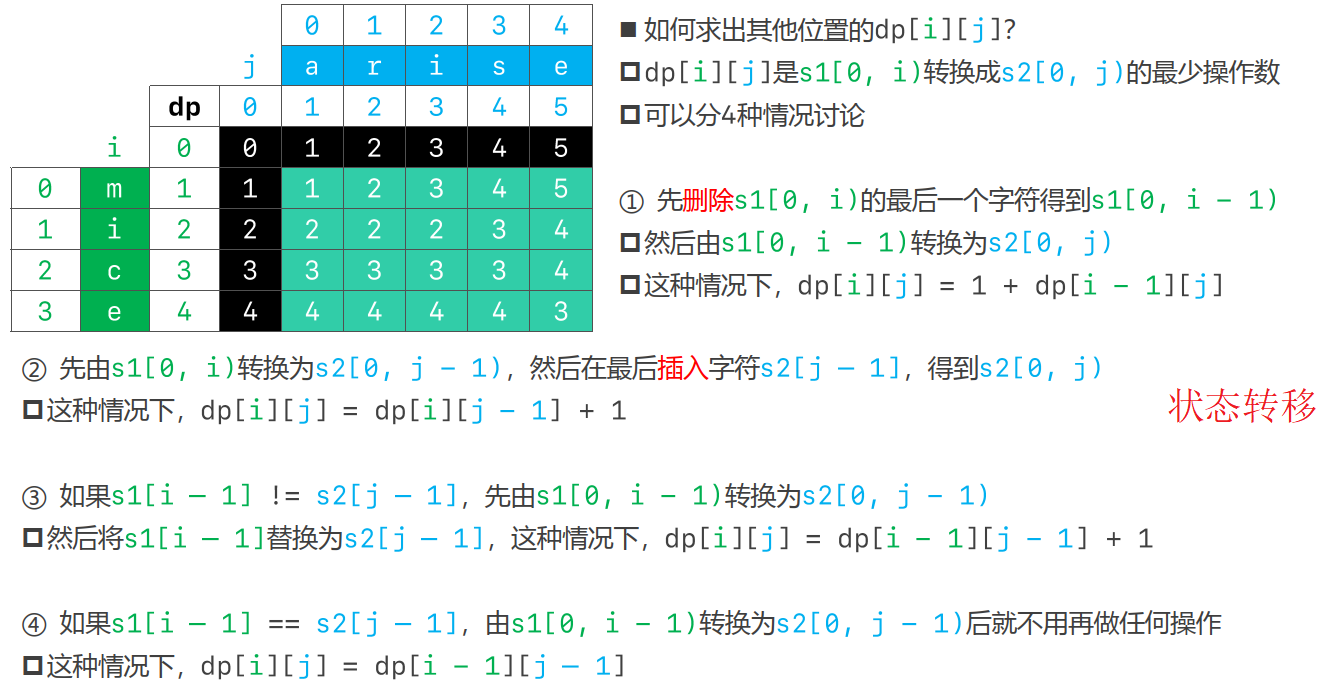 0 1 2 3 4
j a r i s e
dp 0 1 2 3 4 5
i 0 0 1 2 3 4 5
0 m 1 1 1 2 3 4 5
1 i 2 2 2 2 2 3 4
2 c 3 3 3 3 3 3 4
3 e 4 4 4 4 4 4 3
■ 如何求出其他位置的dp[i][j]?
dp[i][j]是s1[0, i)转换成s2[0, j)的最少操作数
可以分4种情况讨论
① 先删除s1[0, i)的最后一个字符得到s1[0, i – 1)
然后由s1[0, i – 1)转换为s2[0, j)
这种情况下，dp[i][j] = 1 + dp[i – 1][j]
② 先由s1[0, i)转换为s2[0, j – 1)，然后在最后插入字符s2[j – 1]，得到s2[0, j)
这种情况下，dp[i][j] = dp[i][j – 1] + 1
状态转移
③ 如果s1[i – 1] != s2[j – 1]，先由s1[0, i – 1)转换为s2[0, j – 1)
然后将s1[i – 1]替换为s2[j – 1]，这种情况下，dp[i][j] = dp[i – 1][j – 1] + 1
④ 如果s1[i – 1] == s2[j – 1]，由s1[0, i – 1)转换为s2[0, j – 1)后就不用再做任何操作
这种情况下，dp[i][j] = dp[i – 1][j – 1]